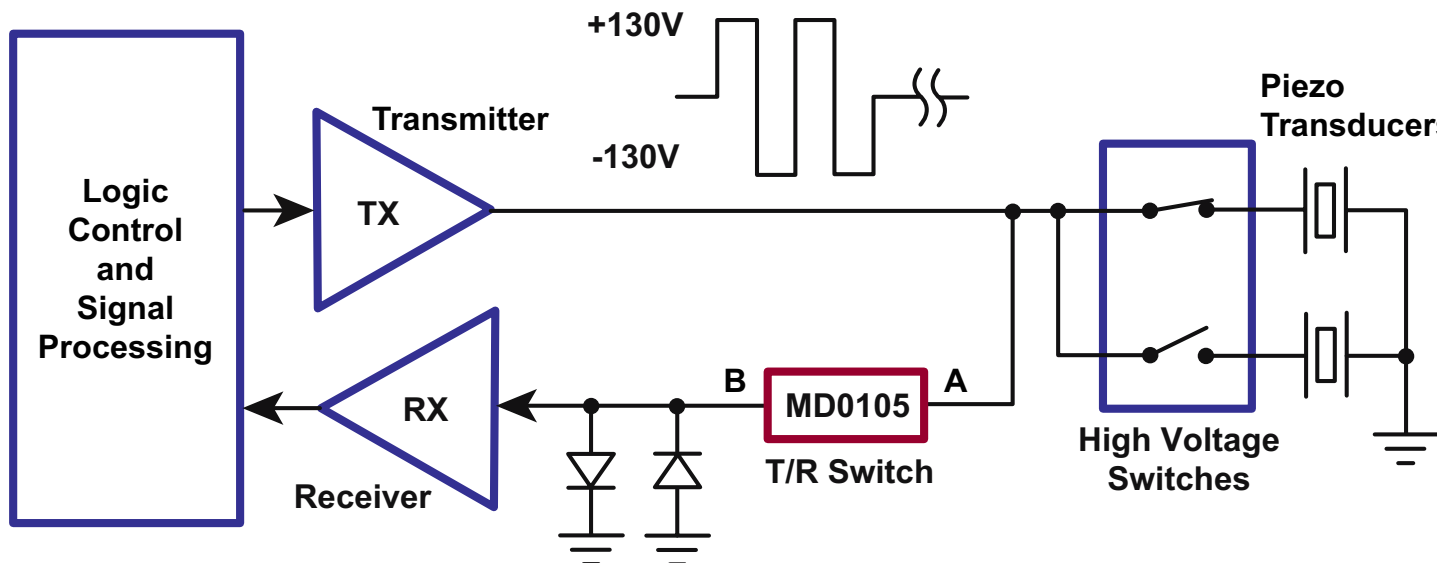 +130V
-130V
Transmitter
TX
Logic
Control
and
Signal
Processing
Piezo
Transducers
B
A
MD0105
T/R Switch
RX
Receiver
High Voltage
Switches